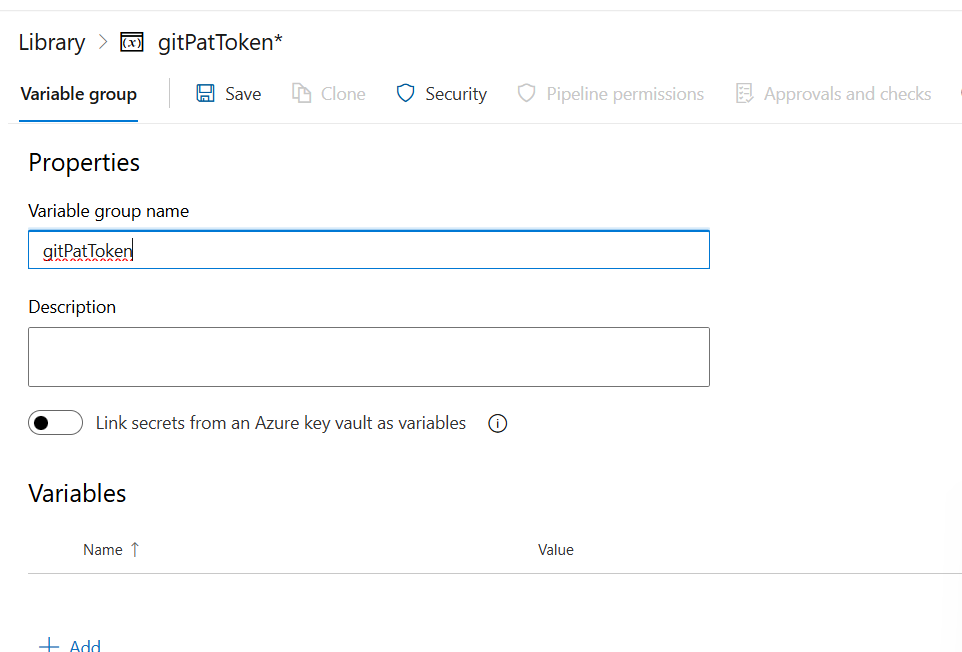 Library > (x) gitPatToken*
Variable group Save Clone Security Pipeline permissions Approvals and checks
Properties
Variable group name
gitPatToken
Description
Link secrets from an Azure key vault as variables i
Variables
Name ↑ Value
+ Add